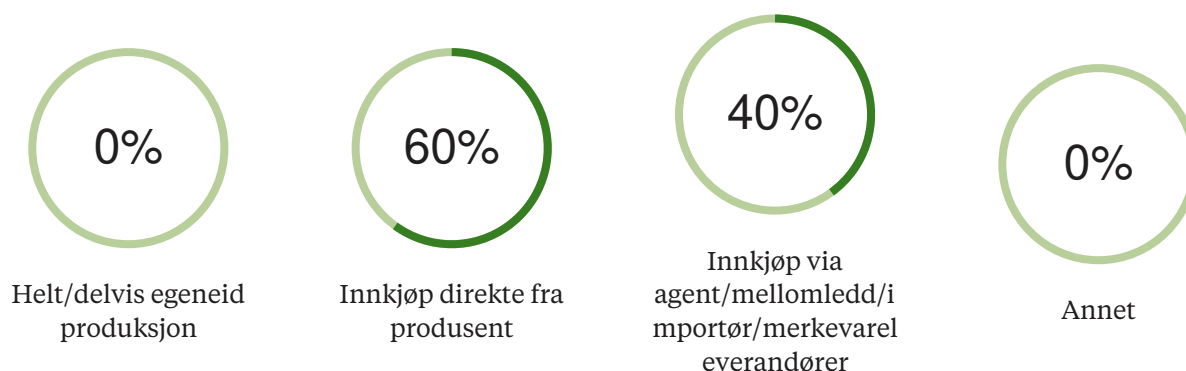 0%
Helt/delvis egeneid
produksjon
60%
Innkjøp direkte fra
produsent
40%
Innkjøp via
agent/mellomledd/i
mportør/merkevarel
everandører
0%
Annet